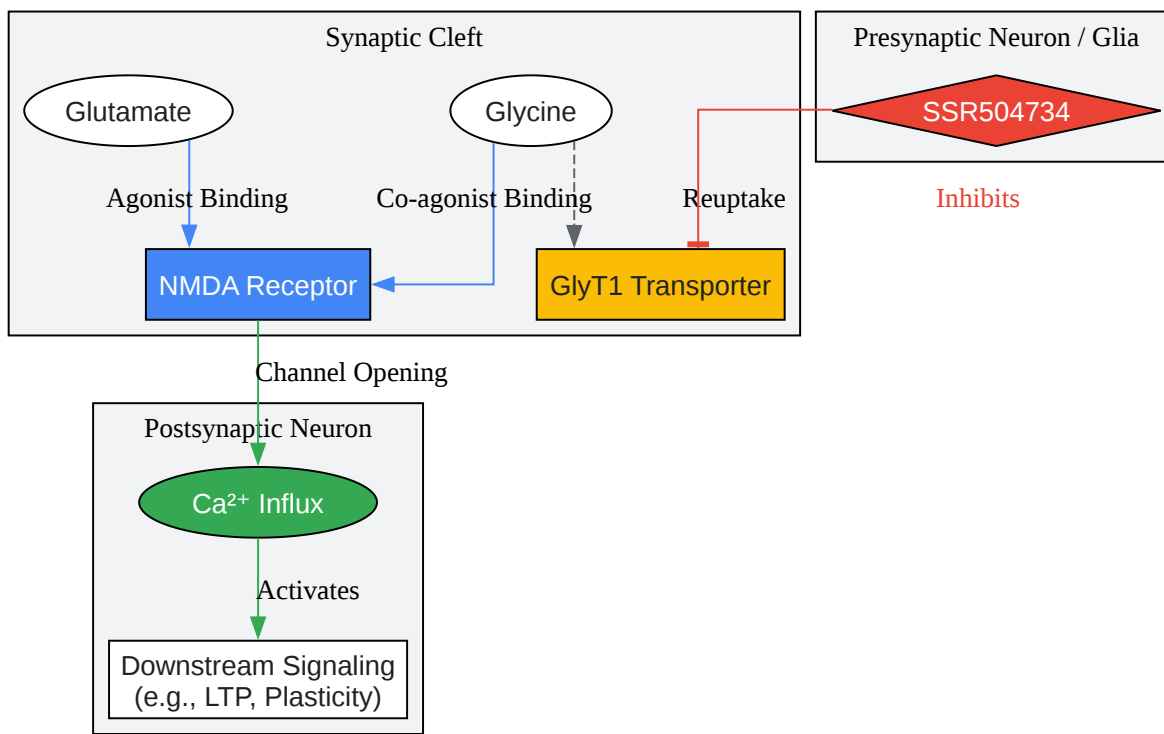 Synaptic Cleft
Presynaptic Neuron / Glia
Glutamate
Glycine
SSR504734
Agonist Binding
Co-agonist Binding
Reuptake
Inhibits
NMDA Receptor
GlyT1 Transporter
Channel Opening
Postsynaptic Neuron
Ca²⁺ Influx
Activates
Downstream Signaling
(e.g., LTP, Plasticity)